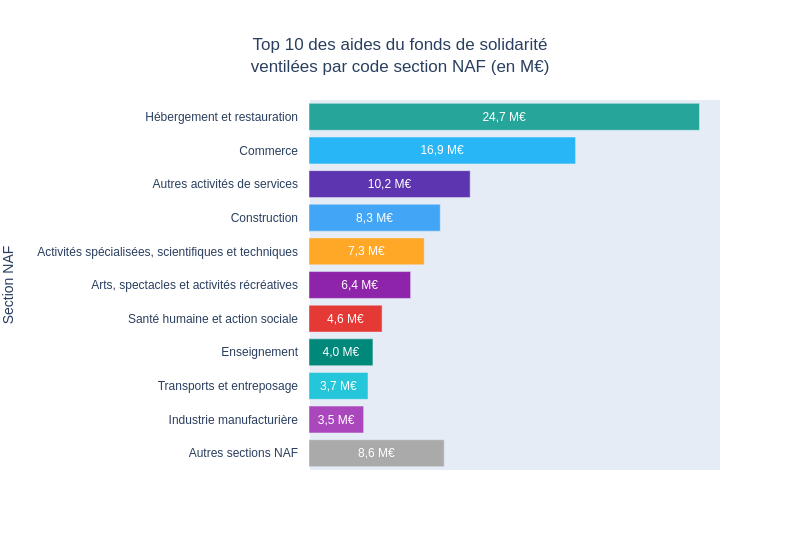 Top 10 des aides du fonds de solidarité
ventilées par code section NAF (en M€)
Section NAF
Hébergement et restauration 24,7 M€
Commerce 16,9 M€
Autres activités de services 10,2 M€
Construction 8,3 M€
Activités spécialisées, scientifiques et techniques 7,3 M€
Arts, spectacles et activités récréatives 6,4 M€
Santé humaine et action sociale 4,6 M€
Enseignement 4,0 M€
Transports et entreposage 3,7 M€
Industrie manufacturière 3,5 M€
Autres sections NAF 8,6 M€